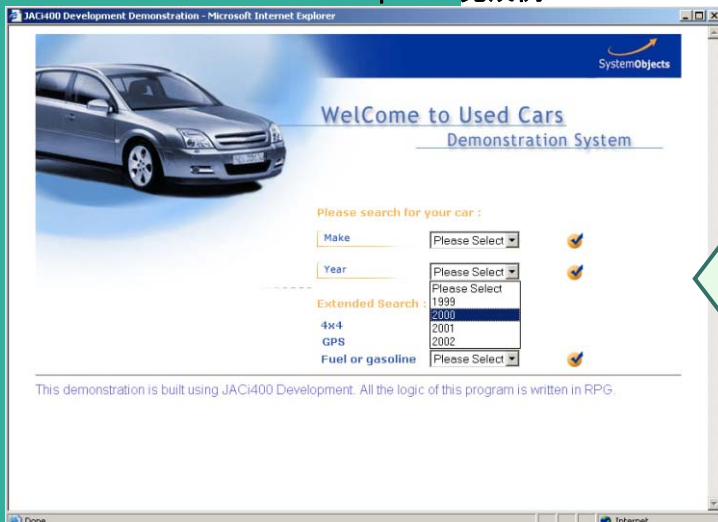 JACi400 Development Demonstration - Microsoft Internet Explorer
SystemObjects
WelCome to Used Cars
Demonstration System
Please search for your car :
Make
Please Select
Year
Please Select
Please Select
1999
2000
2001
2002
Extended Search :
4x4
GPS
Fuel or gasoline
Please Select
This demonstration is built using JACi400 Development. All the logic of this program is written in RPG.
Done
Internet